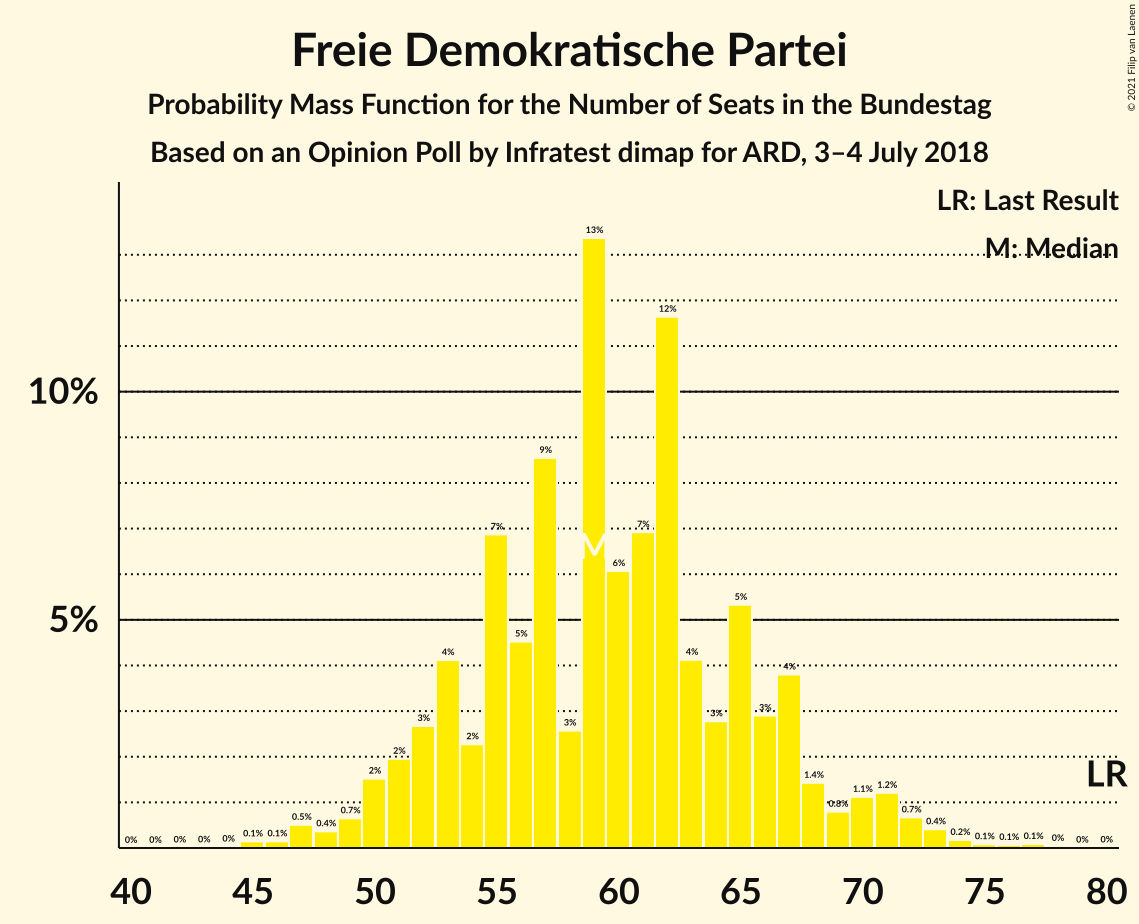 Freie Demokratische Partei
Probability Mass Function for the Number of Seats in the Bundestag
Based on an Opinion Poll by Infratest dimap for ARD, 3–4 July 2018
© 2021 Filip van Laenen
LR: Last Result
M: Median
10%
5%
0% 0% 0% 0% 0% 0.1% 0.1% 0.5% 0.4% 0.7% 2% 2% 3% 4% 2% 7% 5% 9% 3% 13% 6% 7% 12% 4% 3% 5% 3% 4% 1.4% 0.8% 1.1% 1.2% 0.7% 0.4% 0.2% 0.1% 0.1% 0.1% 0% 0% 0%
M
LR
40 45 50 55 60 65 70 75 80